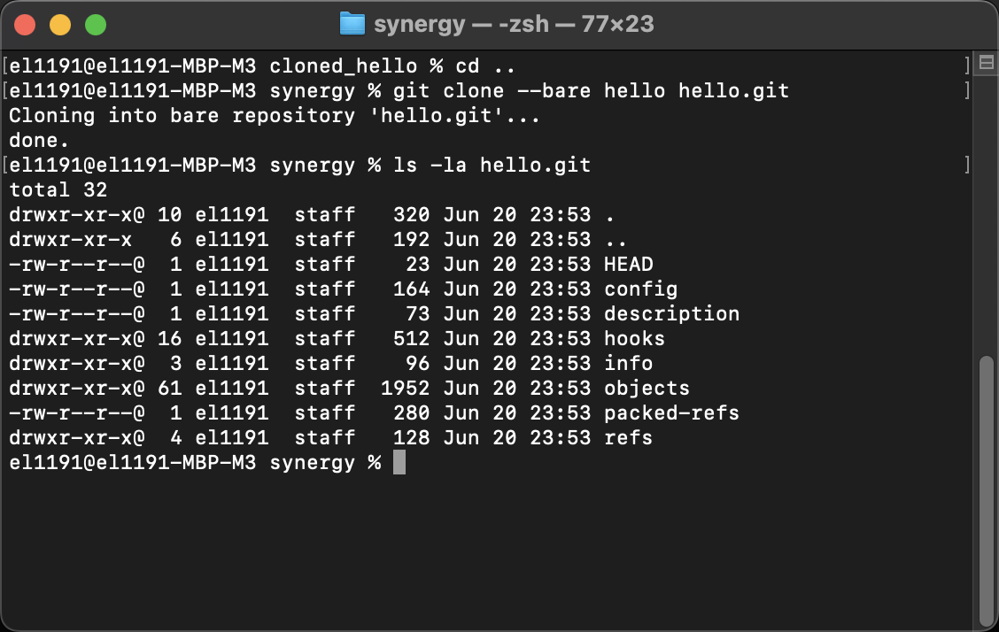 synergy — -zsh — 77×23
[el1191@el1191-MBP-M3 cloned_hello % cd ..]
[el1191@el1191-MBP-M3 synergy % git clone --bare hello hello.git]
Cloning into bare repository 'hello.git'...
done.
[el1191@el1191-MBP-M3 synergy % ls -la hello.git]
total 32
drwxr-xr-x@ 10 el1191  staff   320 Jun 20 23:53 .
drwxr-xr-x   6 el1191  staff   192 Jun 20 23:53 ..
-rw-r--r--@  1 el1191  staff    23 Jun 20 23:53 HEAD
-rw-r--r--@  1 el1191  staff   164 Jun 20 23:53 config
-rw-r--r--@  1 el1191  staff    73 Jun 20 23:53 description
drwxr-xr-x@ 16 el1191  staff   512 Jun 20 23:53 hooks
drwxr-xr-x@  3 el1191  staff    96 Jun 20 23:53 info
drwxr-xr-x@ 61 el1191  staff  1952 Jun 20 23:53 objects
-rw-r--r--@  1 el1191  staff   280 Jun 20 23:53 packed-refs
drwxr-xr-x@  4 el1191  staff   128 Jun 20 23:53 refs
el1191@el1191-MBP-M3 synergy %